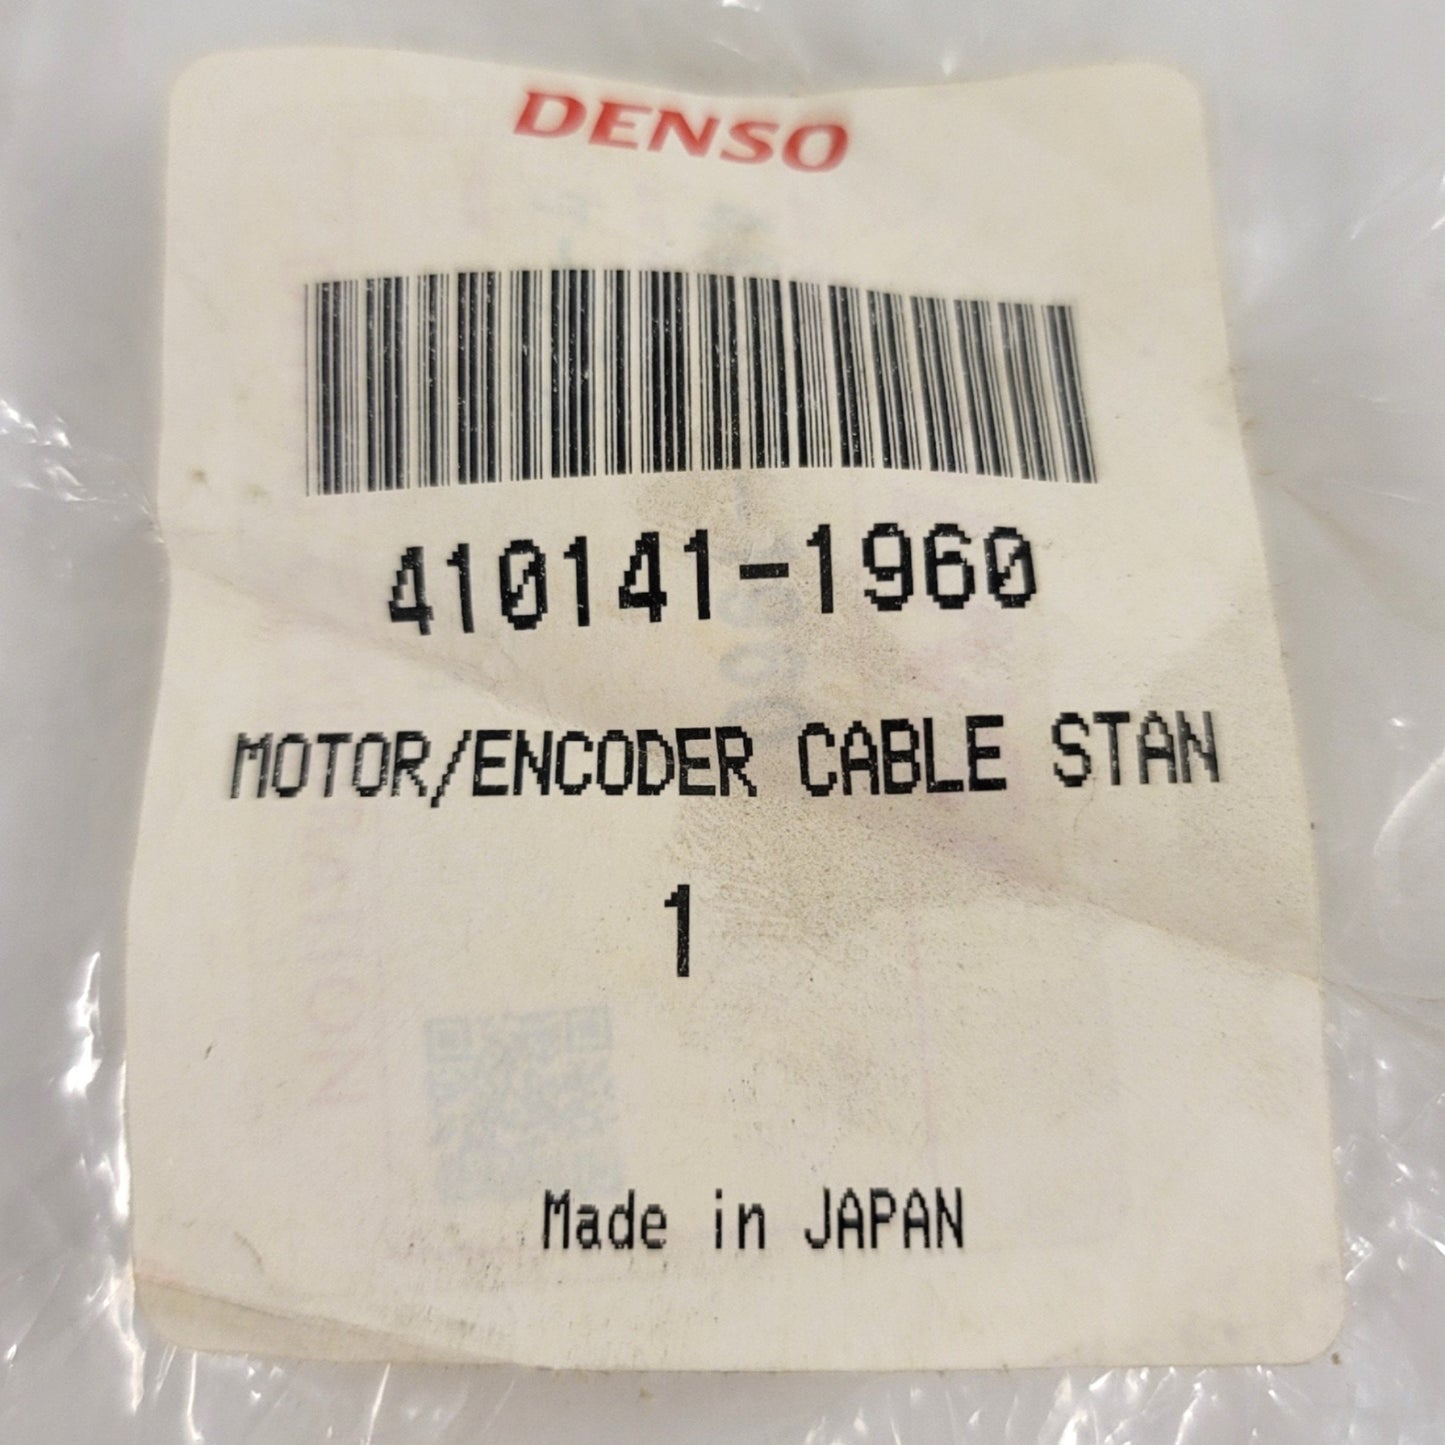 DENSO
410141-1960
MOTOR/ENCODER CABLE STAN
1
Made in JAPAN